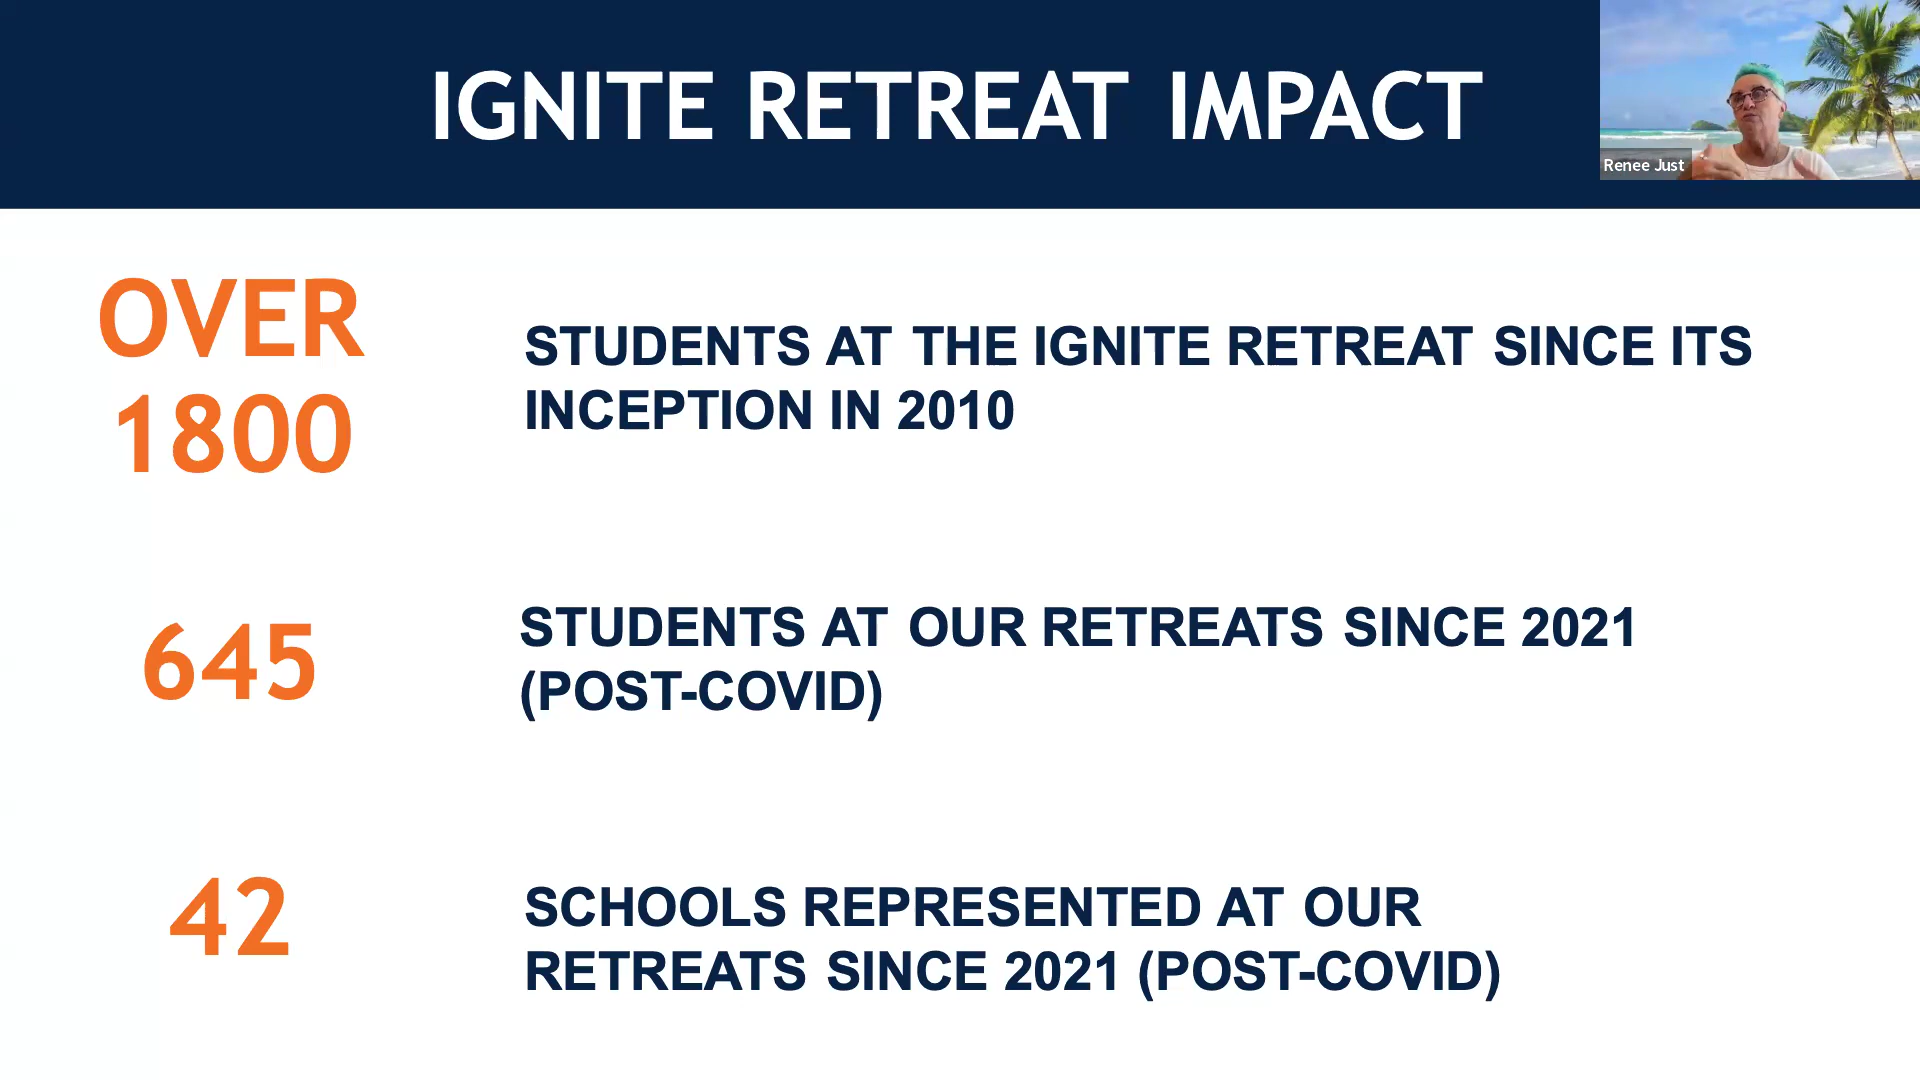 IGNITE RETREAT IMPACT
Renee Just
OVER
1800
STUDENTS AT THE IGNITE RETREAT SINCE ITS
INCEPTION IN 2010
645
STUDENTS AT OUR RETREATS SINCE 2021
(POST-COVID)
42
SCHOOLS REPRESENTED AT OUR
RETREATS SINCE 2021 (POST-COVID)